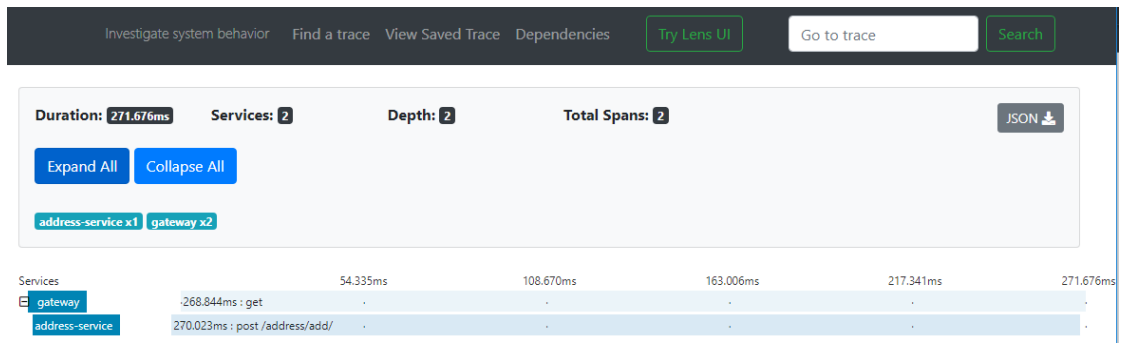 Investigate system behavior Find a trace View Saved Trace Dependencies Try Lens UI Go to trace Search
Duration: 271.676ms Services: 2 Depth: 2 Total Spans: 2 JSON
Expand All Collapse All
address-service x1 gateway x2
Services 54.335ms 108.670ms 163.006ms 217.341ms 271.676ms
gateway ·268.844ms : get
address-service 270.023ms : post /address/add/